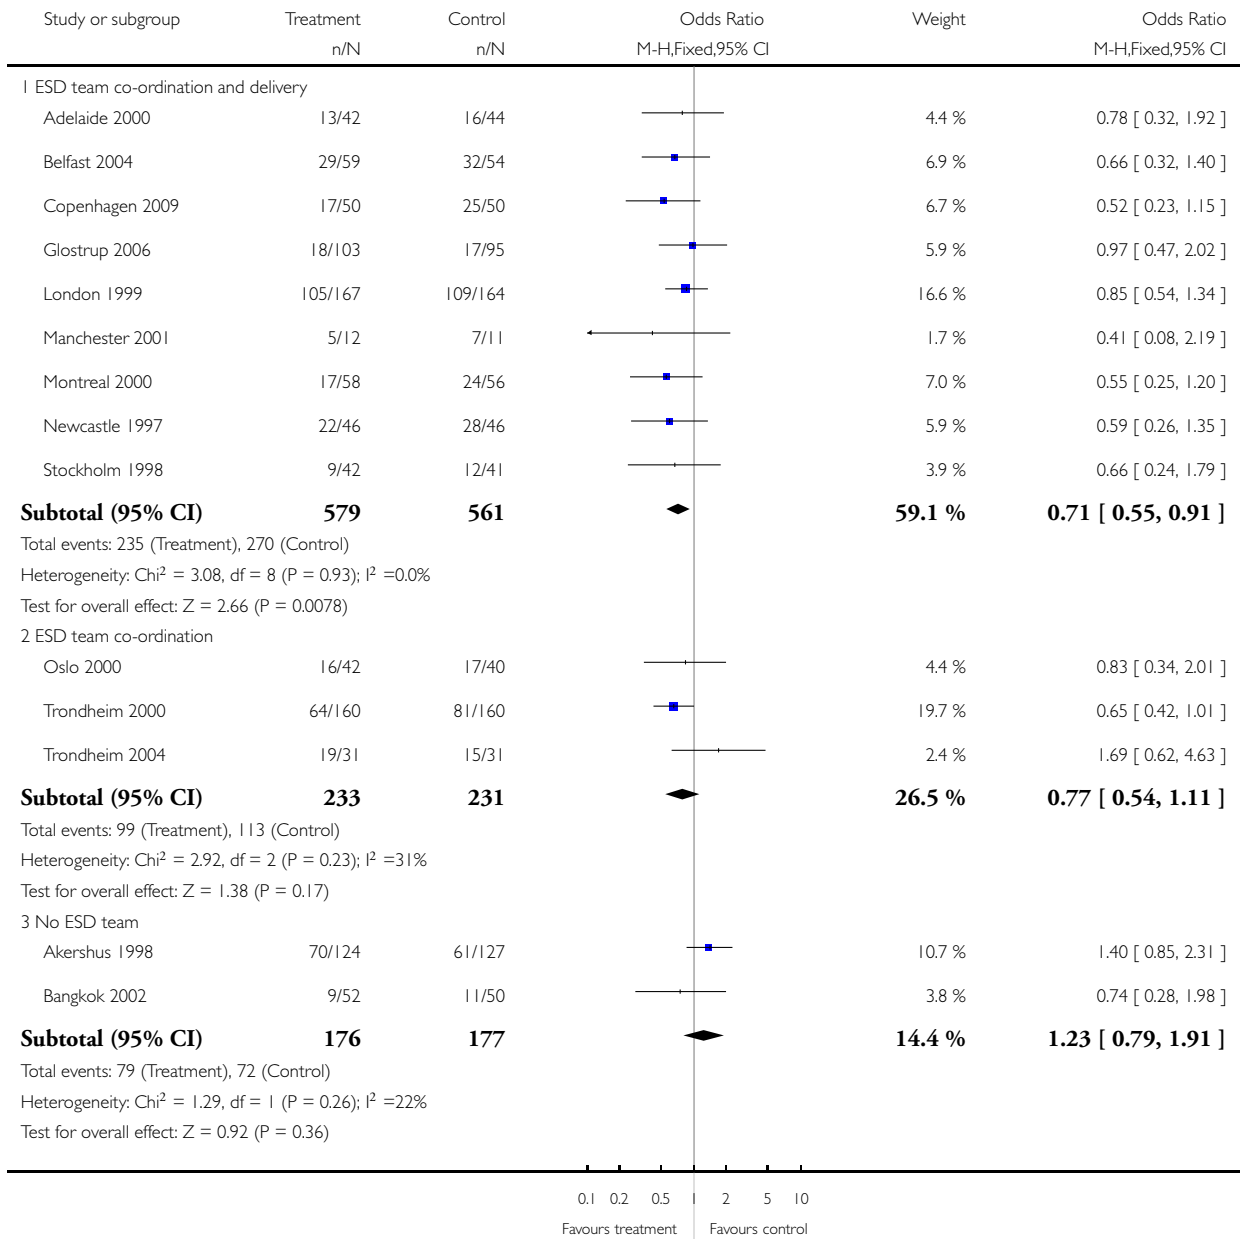 Study or subgroup Treatment Control Odds Ratio Weight Odds Ratio
n/N n/N M-H,Fixed,95% CI M-H,Fixed,95% CI
1 ESD team co-ordination and delivery
Adelaide 2000 13/42 16/44 4.4 % 0.78 [ 0.32, 1.92 ]
Belfast 2004 29/59 32/54 6.9 % 0.66 [ 0.32, 1.40 ]
Copenhagen 2009 17/50 25/50 6.7 % 0.52 [ 0.23, 1.15 ]
Glostrup 2006 18/103 17/95 5.9 % 0.97 [ 0.47, 2.02 ]
London 1999 105/167 109/164 16.6 % 0.85 [ 0.54, 1.34 ]
Manchester 2001 5/12 7/11 1.7 % 0.41 [ 0.08, 2.19 ]
Montreal 2000 17/58 24/56 7.0 % 0.55 [ 0.25, 1.20 ]
Newcastle 1997 22/46 28/46 5.9 % 0.59 [ 0.26, 1.35 ]
Stockholm 1998 9/42 12/41 3.9 % 0.66 [ 0.24, 1.79 ]
Subtotal (95% CI) 579 561 59.1 % 0.71 [ 0.55, 0.91 ]
Total events: 235 (Treatment), 270 (Control)
Heterogeneity: Chi² = 3.08, df = 8 (P = 0.93); I² =0.0%
Test for overall effect: Z = 2.66 (P = 0.0078)
2 ESD team co-ordination
Oslo 2000 16/42 17/40 4.4 % 0.83 [ 0.34, 2.01 ]
Trondheim 2000 64/160 81/160 19.7 % 0.65 [ 0.42, 1.01 ]
Trondheim 2004 19/31 15/31 2.4 % 1.69 [ 0.62, 4.63 ]
Subtotal (95% CI) 233 231 26.5 % 0.77 [ 0.54, 1.11 ]
Total events: 99 (Treatment), 113 (Control)
Heterogeneity: Chi² = 2.92, df = 2 (P = 0.23); I² =31%
Test for overall effect: Z = 1.38 (P = 0.17)
3 No ESD team
Akershus 1998 70/124 61/127 10.7 % 1.40 [ 0.85, 2.31 ]
Bangkok 2002 9/52 11/50 3.8 % 0.74 [ 0.28, 1.98 ]
Subtotal (95% CI) 176 177 14.4 % 1.23 [ 0.79, 1.91 ]
Total events: 79 (Treatment), 72 (Control)
Heterogeneity: Chi² = 1.29, df = 1 (P = 0.26); I² =22%
Test for overall effect: Z = 0.92 (P = 0.36)
0.1 0.2 0.5 1 2 5 10
Favours treatment Favours control